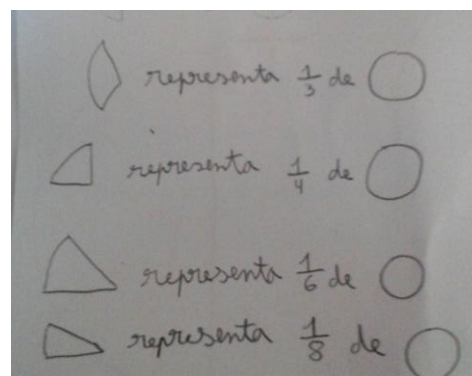 representa 1/3 de
representa 1/4 de
representa 1/6 de
representa 1/8 de